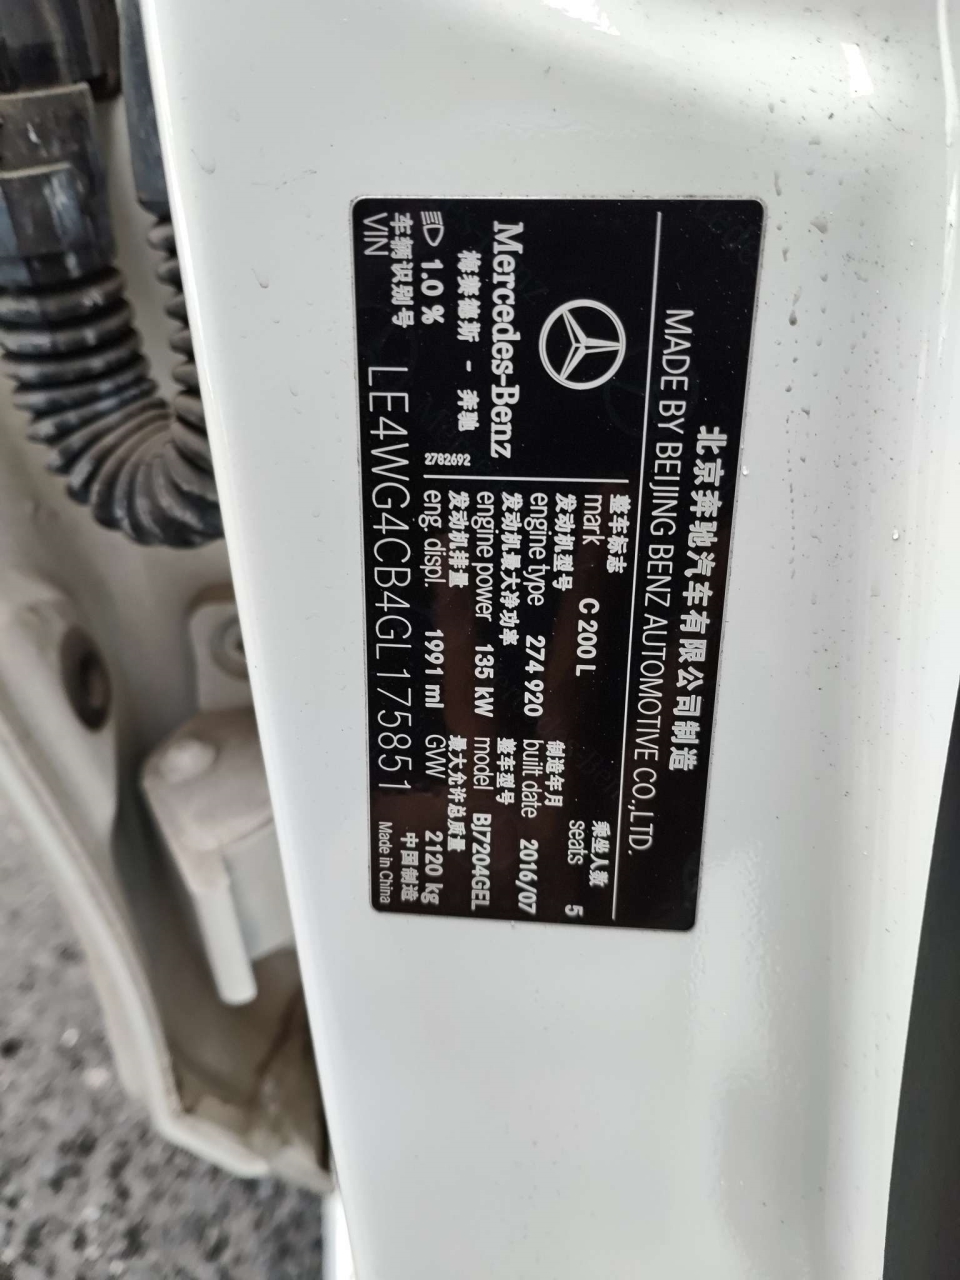 北京奔驰汽车有限公司制造
MADE BY BEIJING BENZ AUTOMOTIVE CO.,LTD.
Mercedes-Benz
梅赛德斯 - 奔驰
1.0 %
2782692
整车标志
mark C 200 L
乘坐人数
seats 5
发动机型号
engine type 274 920
制造年月
built date 2016/07
发动机最大净功率
engine power 135 kW
整车型号
model BJ7204GEL
发动机排量
eng. displ. 1991 ml
最大允许总质量
GVW 2120 kg
车辆识别号
VIN LE4WG4CB4GL175851
中国制造
Made in China